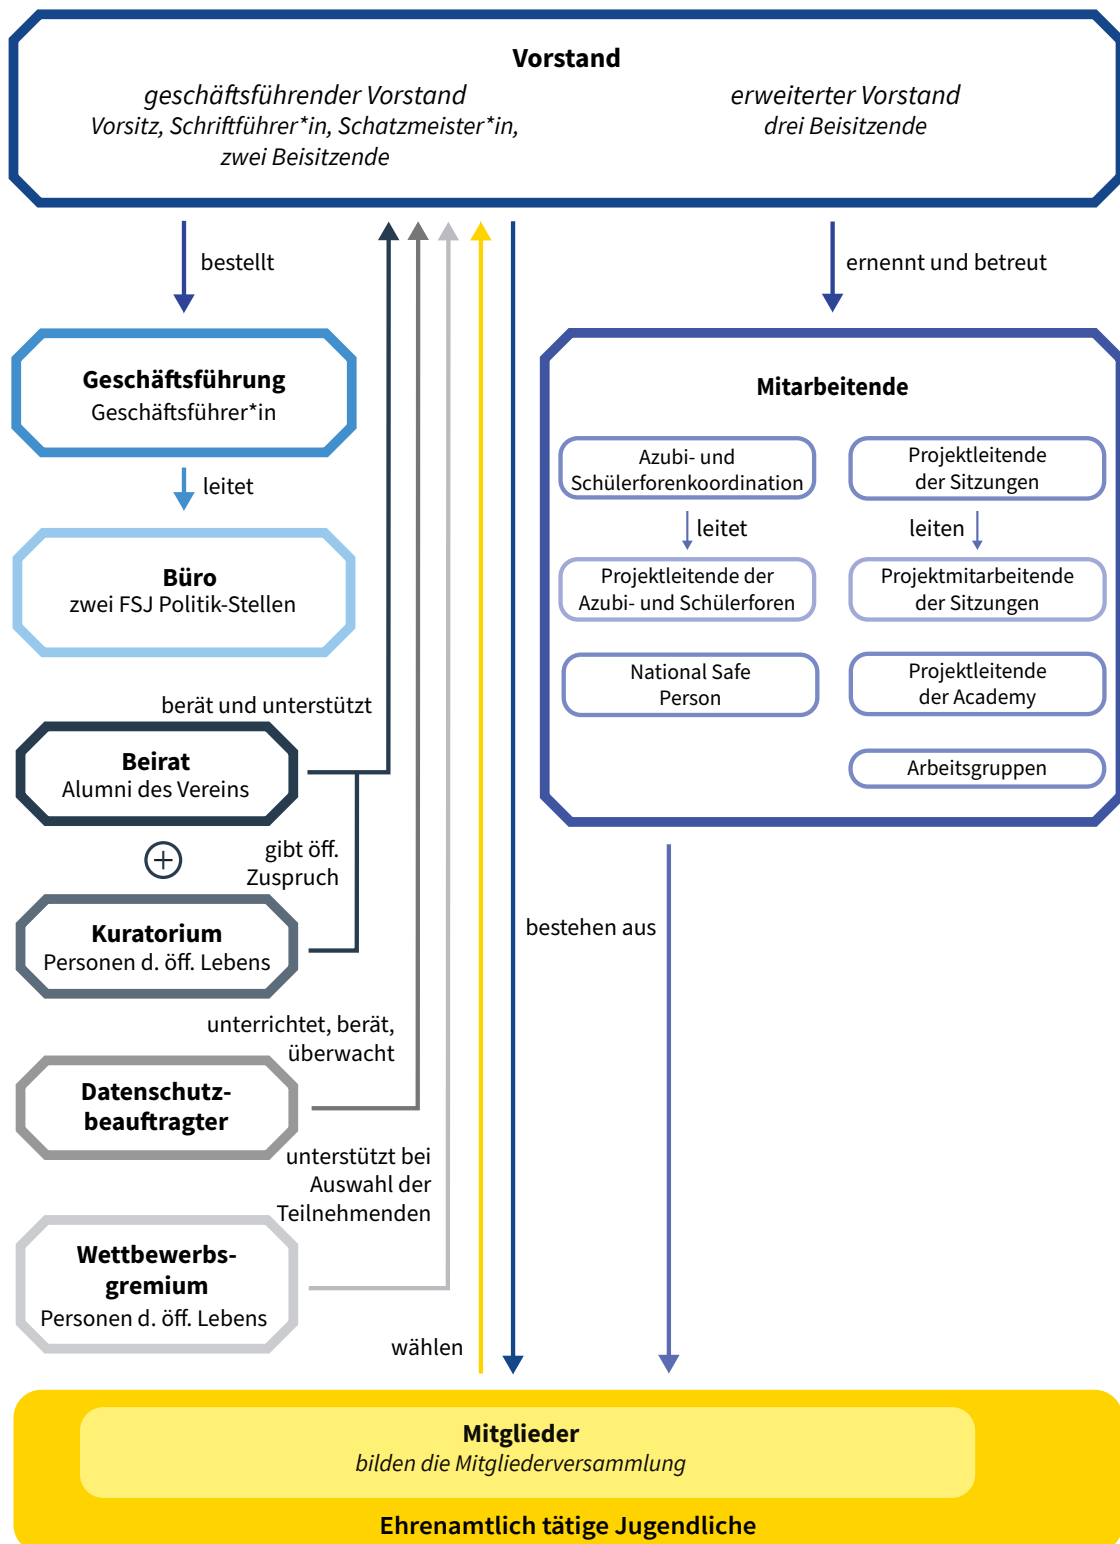 Vorstand
geschäftsführender Vorstand
Vorsitz, Schriftführer*in, Schatzmeister*in,
zwei Beisitzende
erweiterter Vorstand
drei Beisitzende
bestellt
ernennt und betreut
Geschäftsführung
Geschäftsführer*in
leitet
Büro
zwei FSJ Politik-Stellen
Mitarbeitende
Azubi- und
Schülerforenkoordination
leitet
Projektleitende der
Azubi- und Schülerforen
National Safe
Person
Projektleitende
der Sitzungen
leiten
Projektmitarbeitende
der Sitzungen
Projektleitende
der Academy
Arbeitsgruppen
berät und unterstützt
Beirat
Alumni des Vereins
gibt öff.
Zuspruch
Kuratorium
Personen d. öff. Lebens
bestehen aus
unterrichtet, berät,
überwacht
Datenschutz-
beauftragter
unterstützt bei
Auswahl der
Teilnehmenden
Wettbewerbs-
gremium
Personen d. öff. Lebens
wählen
Mitglieder
bilden die Mitgliederversammlung
Ehrenamtlich tätige Jugendliche